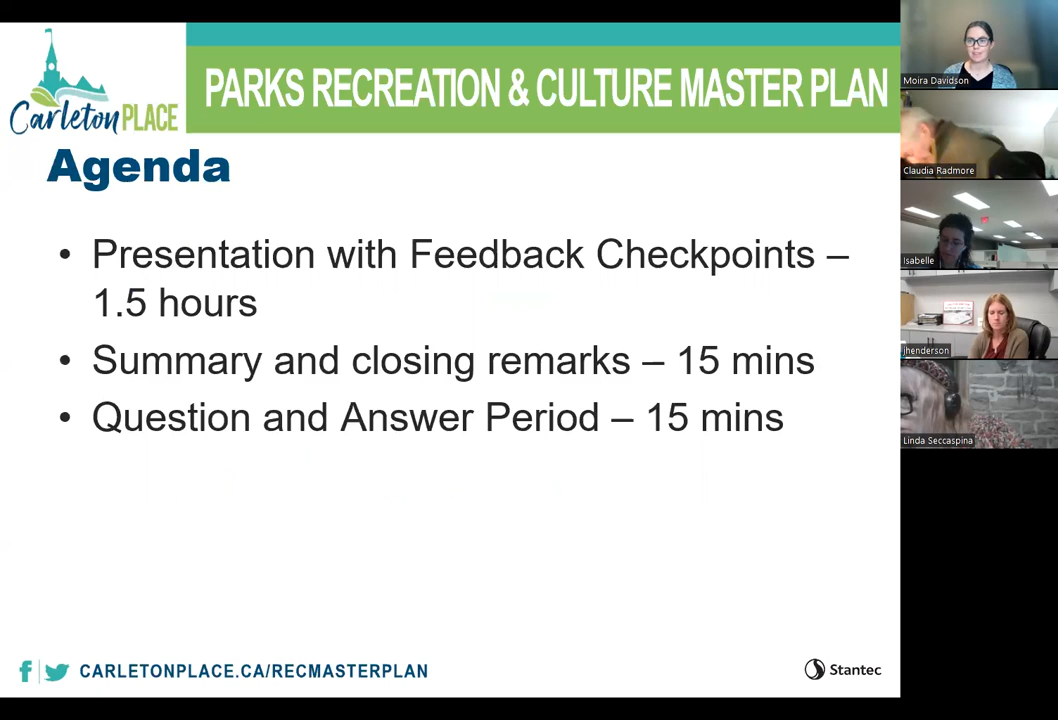 Carleton PLACE
PARKS RECREATION & CULTURE MASTER PLAN
Agenda
• Presentation with Feedback Checkpoints –
1.5 hours
• Summary and closing remarks – 15 mins
• Question and Answer Period – 15 mins
CARLETONPLACE.CA/RECMASTERPLAN
Stantec
Moira Davidson
Claudia Radmore
Isabelle
jhenderson
Linda Seccaspina